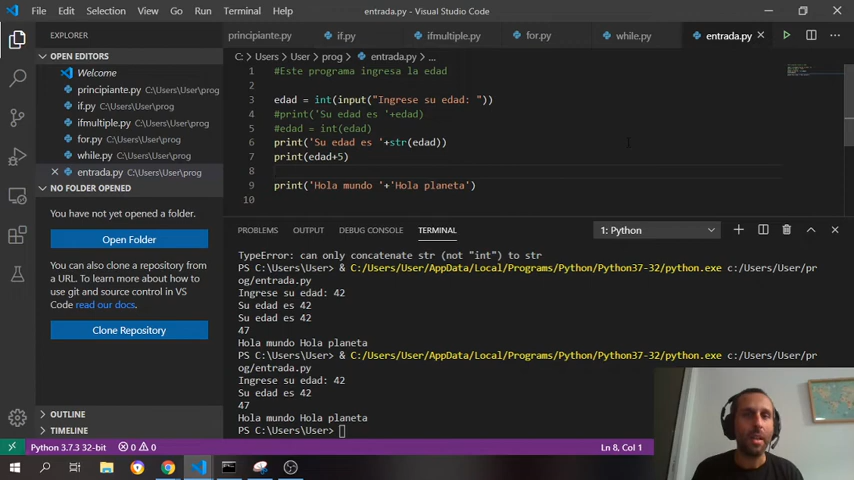 File Edit Selection View Go Run Terminal Help entrada.py - Visual Studio Code
EXPLORER
principiante.py if.py ifmultiple.py for.py while.py entrada.py
OPEN EDITORS
Welcome
principiante.py C:\Users\User\prog
if.py C:\Users\User\prog
ifmultiple.py C:\Users\User\prog
for.py C:\Users\User\prog
while.py C:\Users\User\prog
entrada.py C:\Users\User\prog
NO FOLDER OPENED
You have not yet opened a folder.
Open Folder
You can also clone a repository from a URL. To learn more about how to use git and source control in VS Code read our docs.
Clone Repository
OUTLINE
TIMELINE
C: > Users > User > prog > entrada.py > ...
1 #Este programa ingresa la edad
2
3 edad = int(input("Ingrese su edad: "))
4 #print('Su edad es '+edad)
5 #edad = int(edad)
6 print('Su edad es '+str(edad))
7 print(edad+5)
8
9 print('Hola mundo '+'Hola planeta')
10
PROBLEMS OUTPUT DEBUG CONSOLE TERMINAL 1: Python
TypeError: can only concatenate str (not "int") to str
PS C:\Users\User> & C:/Users/User/AppData/Local/Programs/Python/Python37-32/python.exe c:/Users/User/pr
og/entrada.py
Ingrese su edad: 42
Su edad es 42
Su edad es 42
47
Hola mundo Hola planeta
PS C:\Users\User> & C:/Users/User/AppData/Local/Programs/Python/Python37-32/python.exe c:/Users/User/pr
og/entrada.py
Ingrese su edad: 42
Su edad es 42
47
Hola mundo Hola planeta
PS C:\Users\User>
Python 3.7.3 32-bit 0 0 Ln 8, Col 1